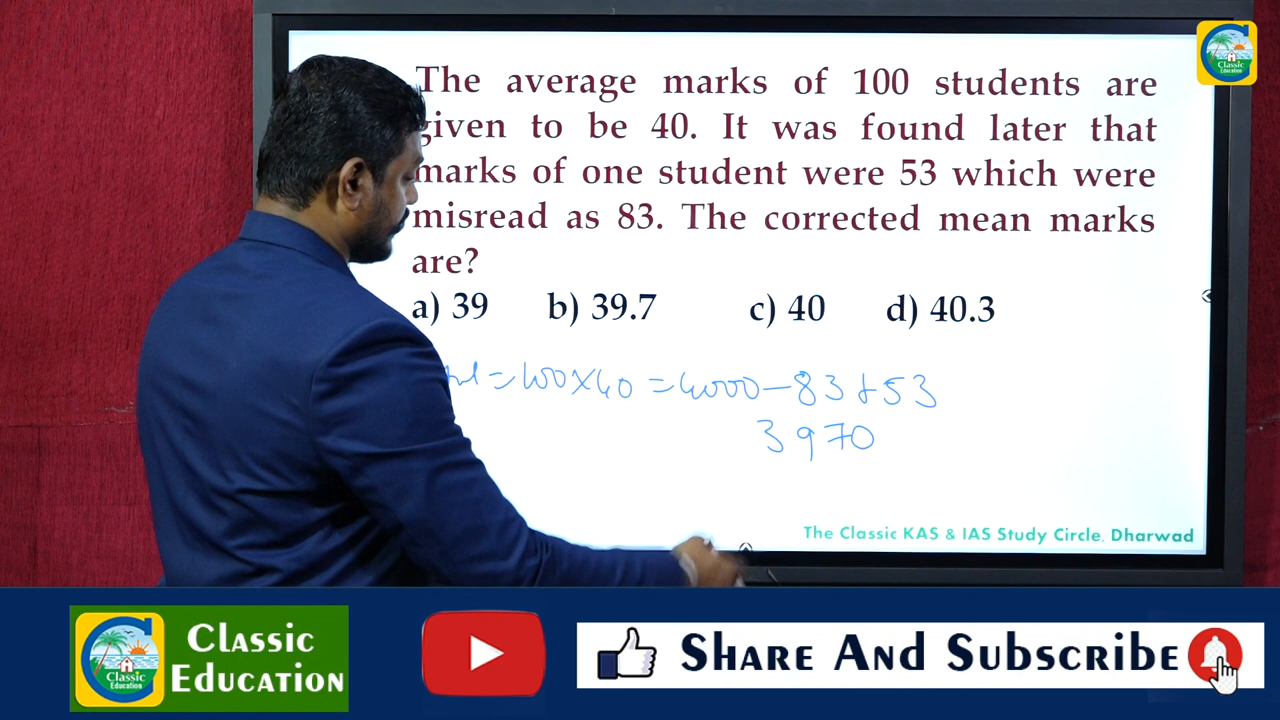 Classic
Education
The average marks of 100 students are
given to be 40. It was found later that
marks of one student were 53 which were
misread as 83. The corrected mean marks
are?
a) 39 b) 39.7 c) 40 d) 40.3
= 100 x 40 = 4000 - 83 + 53
3970
The Classic KAS & IAS Study Circle, Dharwad
Classic
Education
Classic
Education
Share And Subscribe